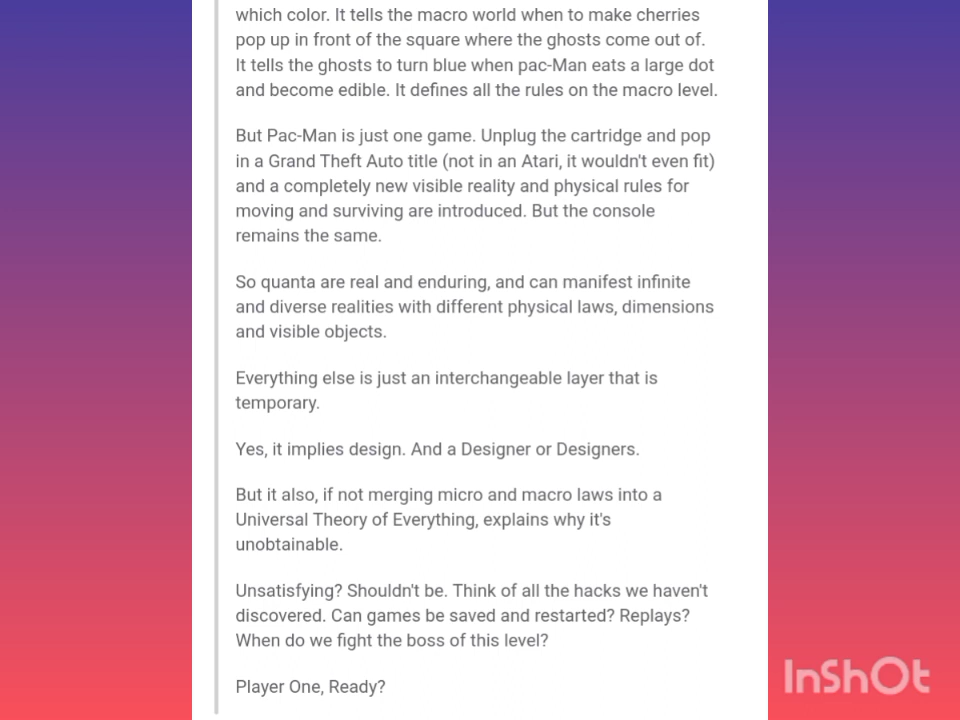 which color. It tells the macro world when to make cherries
pop up in front of the square where the ghosts come out of.
It tells the ghosts to turn blue when pac-Man eats a large dot
and become edible. It defines all the rules on the macro level.
But Pac-Man is just one game. Unplug the cartridge and pop
in a Grand Theft Auto title (not in an Atari, it wouldn't even fit)
and a completely new visible reality and physical rules for
moving and surviving are introduced. But the console
remains the same.
So quanta are real and enduring, and can manifest infinite
and diverse realities with different physical laws, dimensions
and visible objects.
Everything else is just an interchangeable layer that is
temporary.
Yes, it implies design. And a Designer or Designers.
But it also, if not merging micro and macro laws into a
Universal Theory of Everything, explains why it's
unobtainable.
Unsatisfying? Shouldn't be. Think of all the hacks we haven't
discovered. Can games be saved and restarted? Replays?
When do we fight the boss of this level?
Player One, Ready?
InShOt